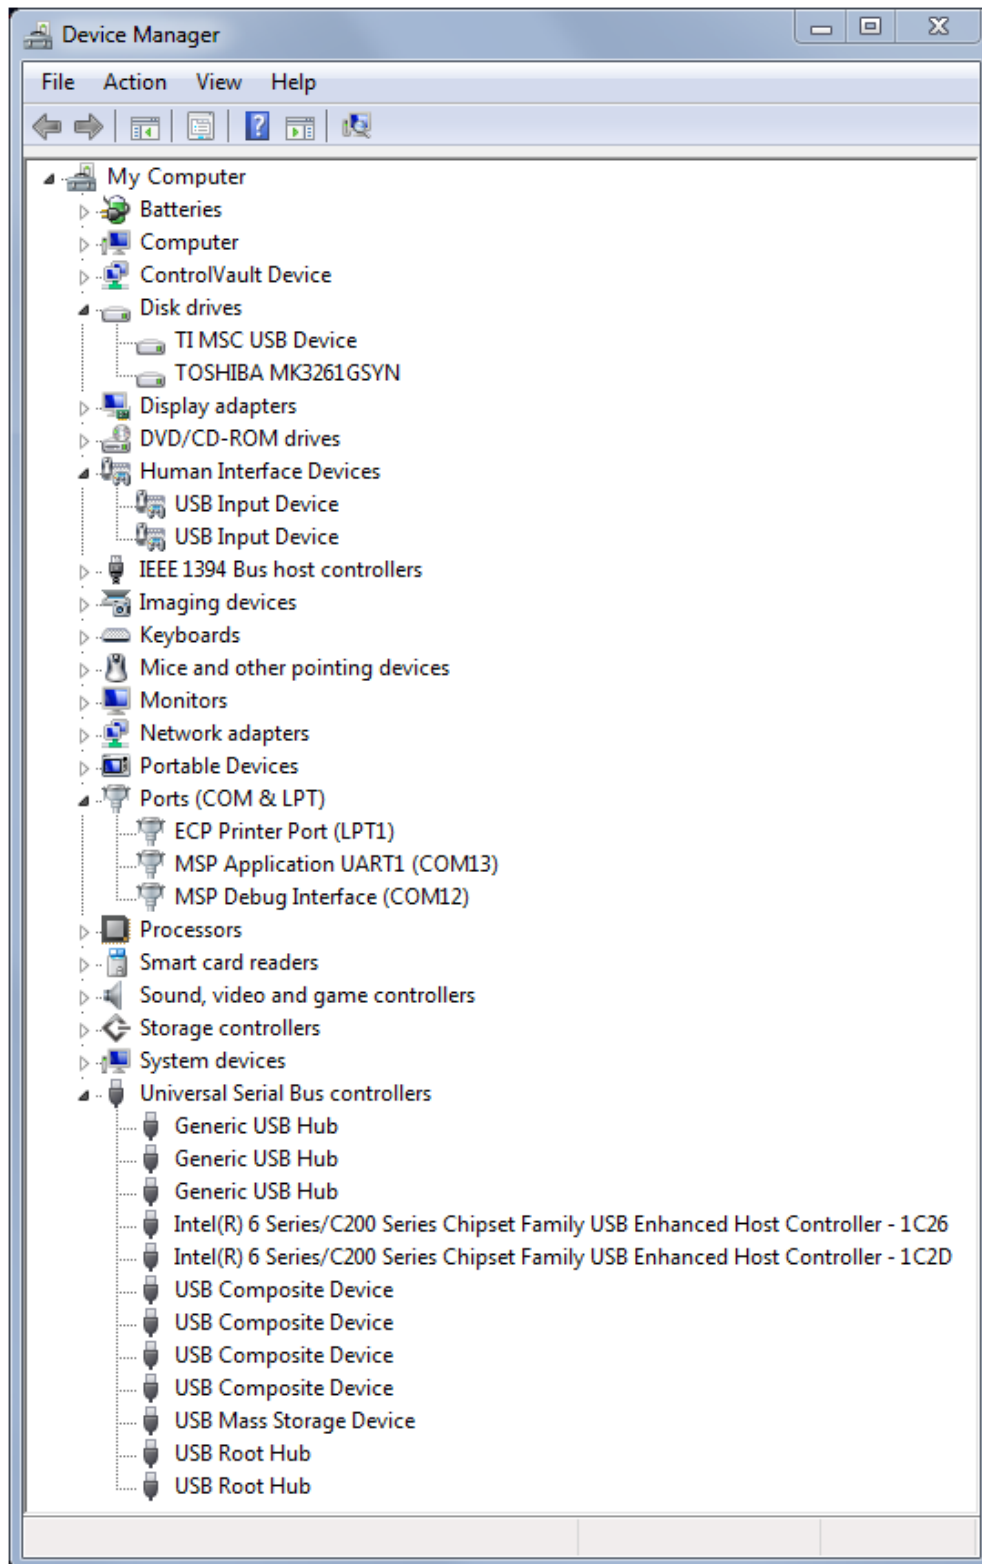 Device Manager
File Action View Help
My Computer
Batteries
Computer
ControlVault Device
Disk drives
TI MSC USB Device
TOSHIBA MK3261GSYN
Display adapters
DVD/CD-ROM drives
Human Interface Devices
USB Input Device
USB Input Device
IEEE 1394 Bus host controllers
Imaging devices
Keyboards
Mice and other pointing devices
Monitors
Network adapters
Portable Devices
Ports (COM & LPT)
ECP Printer Port (LPT1)
MSP Application UART1 (COM13)
MSP Debug Interface (COM12)
Processors
Smart card readers
Sound, video and game controllers
Storage controllers
System devices
Universal Serial Bus controllers
Generic USB Hub
Generic USB Hub
Generic USB Hub
Intel(R) 6 Series/C200 Series Chipset Family USB Enhanced Host Controller - 1C26
Intel(R) 6 Series/C200 Series Chipset Family USB Enhanced Host Controller - 1C2D
USB Composite Device
USB Composite Device
USB Composite Device
USB Composite Device
USB Mass Storage Device
USB Root Hub
USB Root Hub